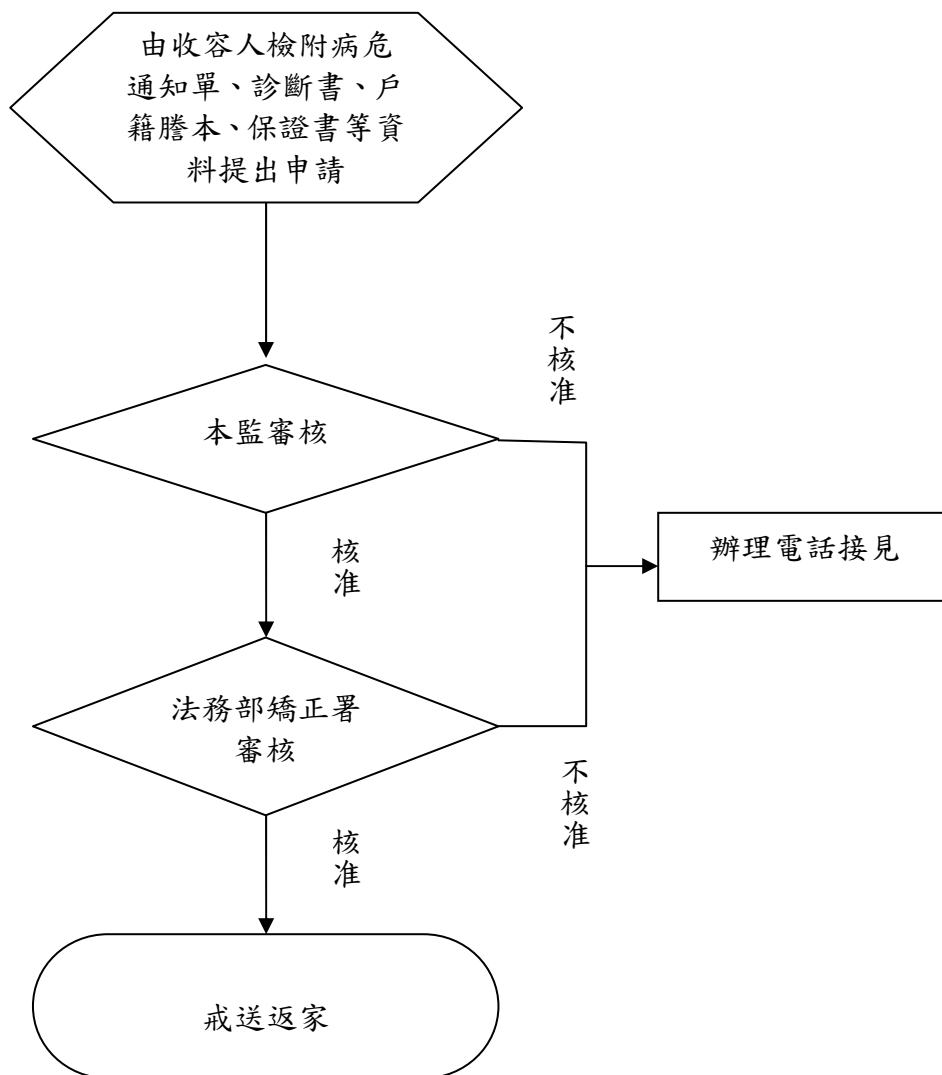 由收容人檢附病危
通知單、診斷書、戶
籍謄本、保證書等資
料提出申請
不核准
本監審核
辦理電話接見
核准
法務部矯正署
審核
不核准
核准
戒送返家